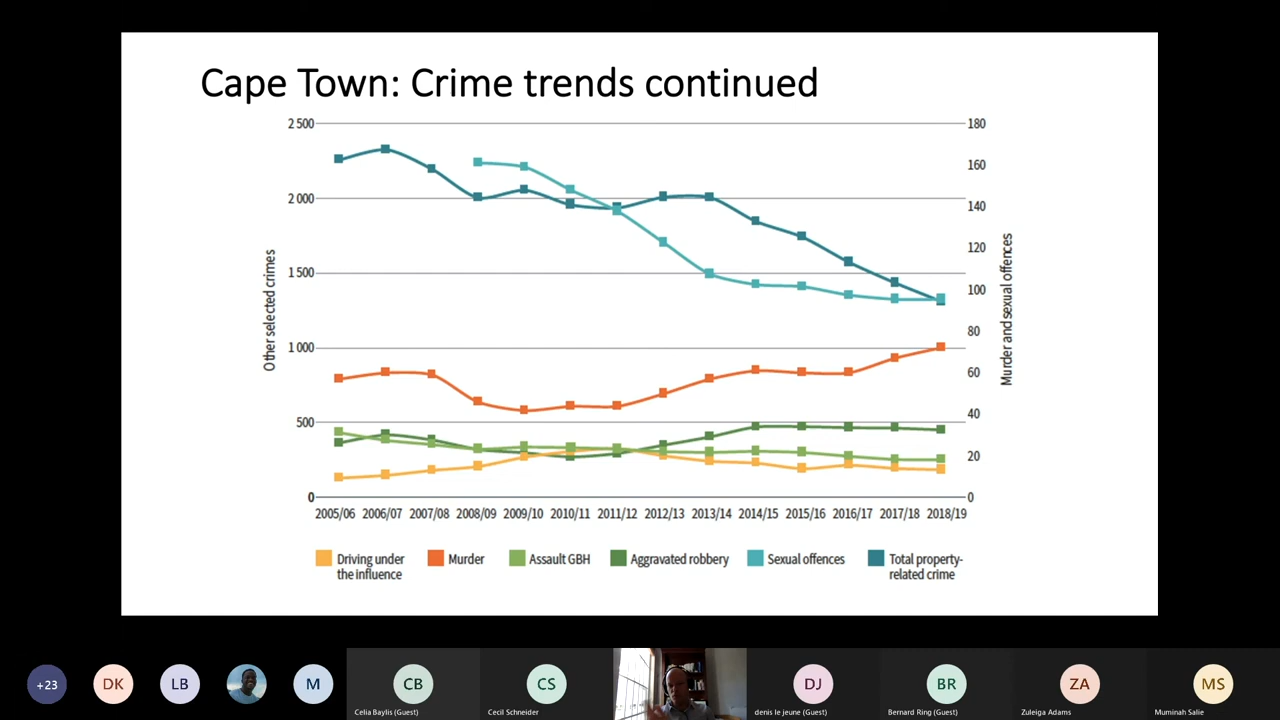 Cape Town: Crime trends continued
2 500
2 000
1 500
1 000
500
0
Other selected crimes
180
160
140
120
100
80
60
40
20
0
Murder and sexual offences
2005/06 2006/07 2007/08 2008/09 2009/10 2010/11 2011/12 2012/13 2013/14 2014/15 2015/16 2016/17 2017/18 2018/19
Driving under
the influence
Murder
Assault GBH
Aggravated robbery
Sexual offences
Total property-
related crime
+23
DK
LB
M
CB
Celia Baylis (Guest)
CS
Cecil Schneider
DJ
denis le jeune (Guest)
BR
Bernard Ring (Guest)
ZA
Zuleiga Adams
MS
Muminah Salie